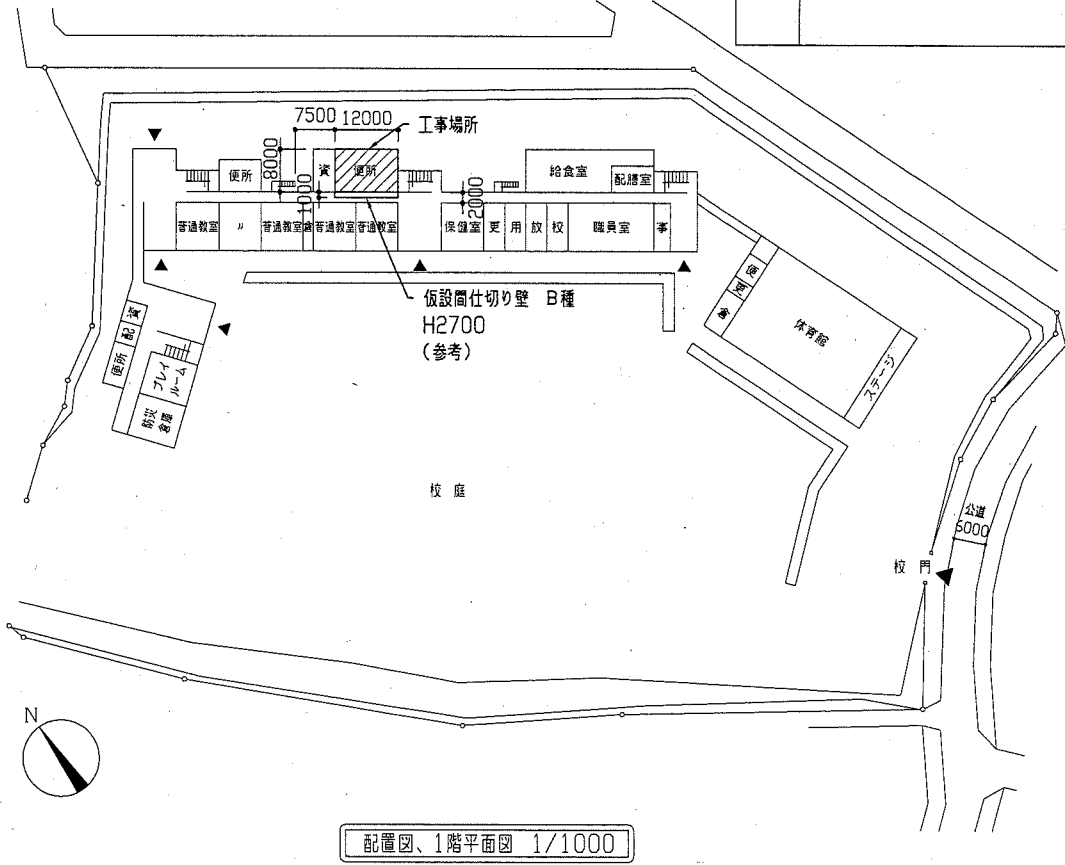 7500 12000
工事場所
8000
便所
資
便所
給食室
配膳室
1000
2000
普通教室
〃
普通教室
倉
普通教室
普通教室
保健室
更
用
放
校
職員室
事
仮設間仕切り壁 B種
H2700
(参考)
便
更
倉
体育館
ステージ
資
配
便所
プレイ
ルーム
防災
倉庫
校庭
公道
6000
校門
N
配置図、1階平面図 1/1000